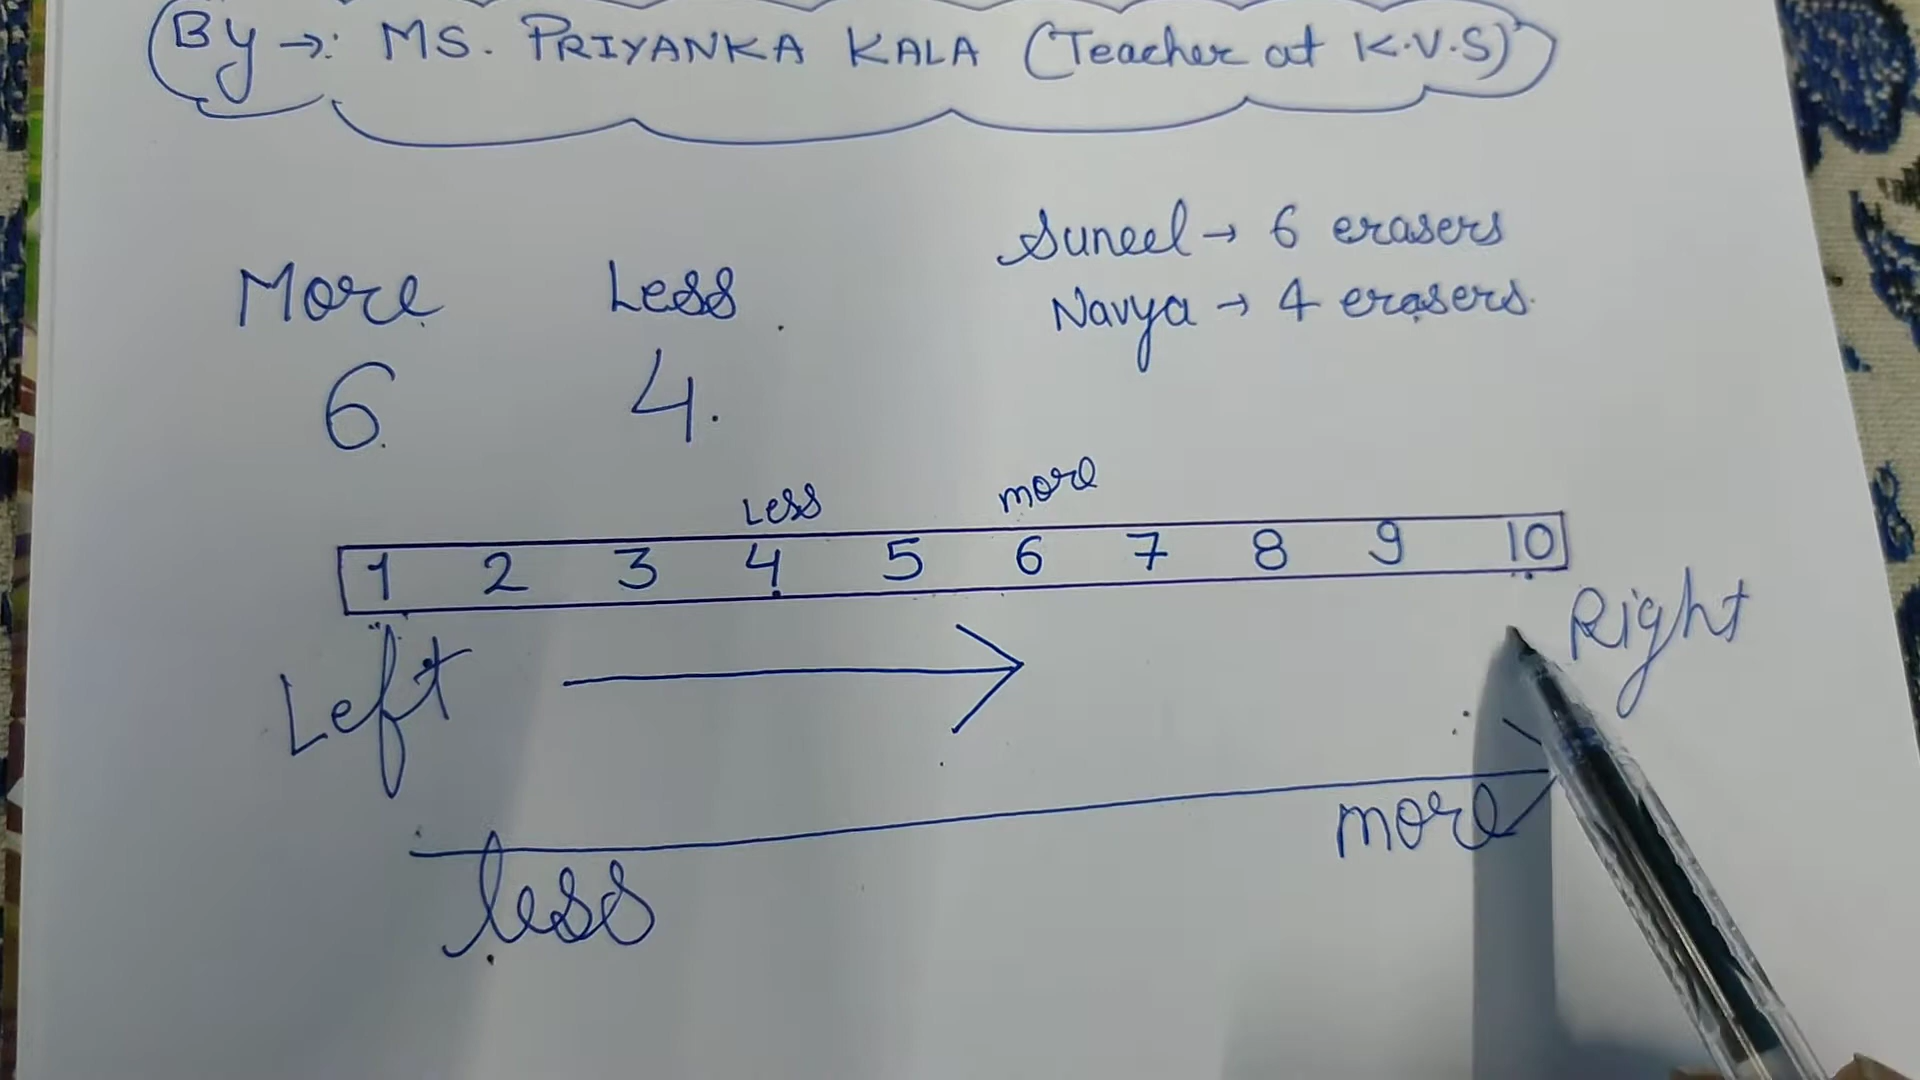 By →: MS. PRIYANKA KALA (Teacher at K.V.S)
Suneel → 6 erasers
More Less
Navya → 4 erasers.
6 4.
Less more
1 2 3 4 5 6 7 8 9 10
Right
Left
more
less